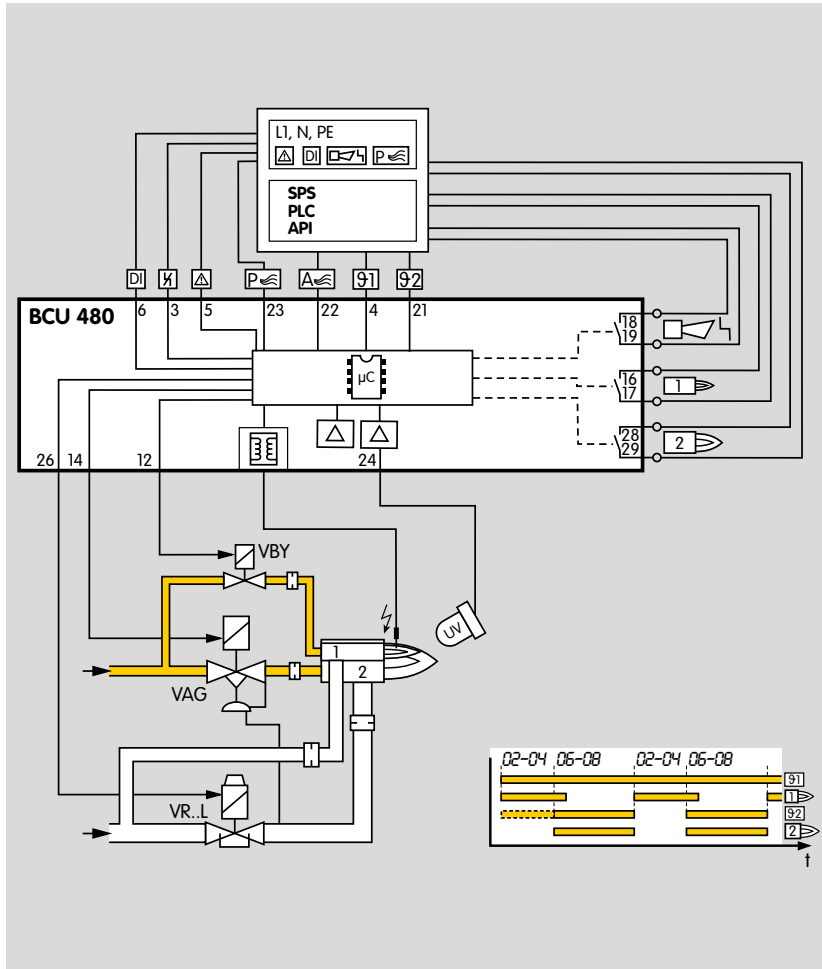 L1, N, PE
DI P
SPS
PLC
API
DI P A ϑ1 ϑ2
BCU 480
6 3 5 23 22 4 21
18
19
µC
16
17
1
28
29
2
26 14 12 24
VBY
UV
1
2
VAG
VR..L
02-04 06-08 02-04 06-08
ϑ1
1
ϑ2
2
t